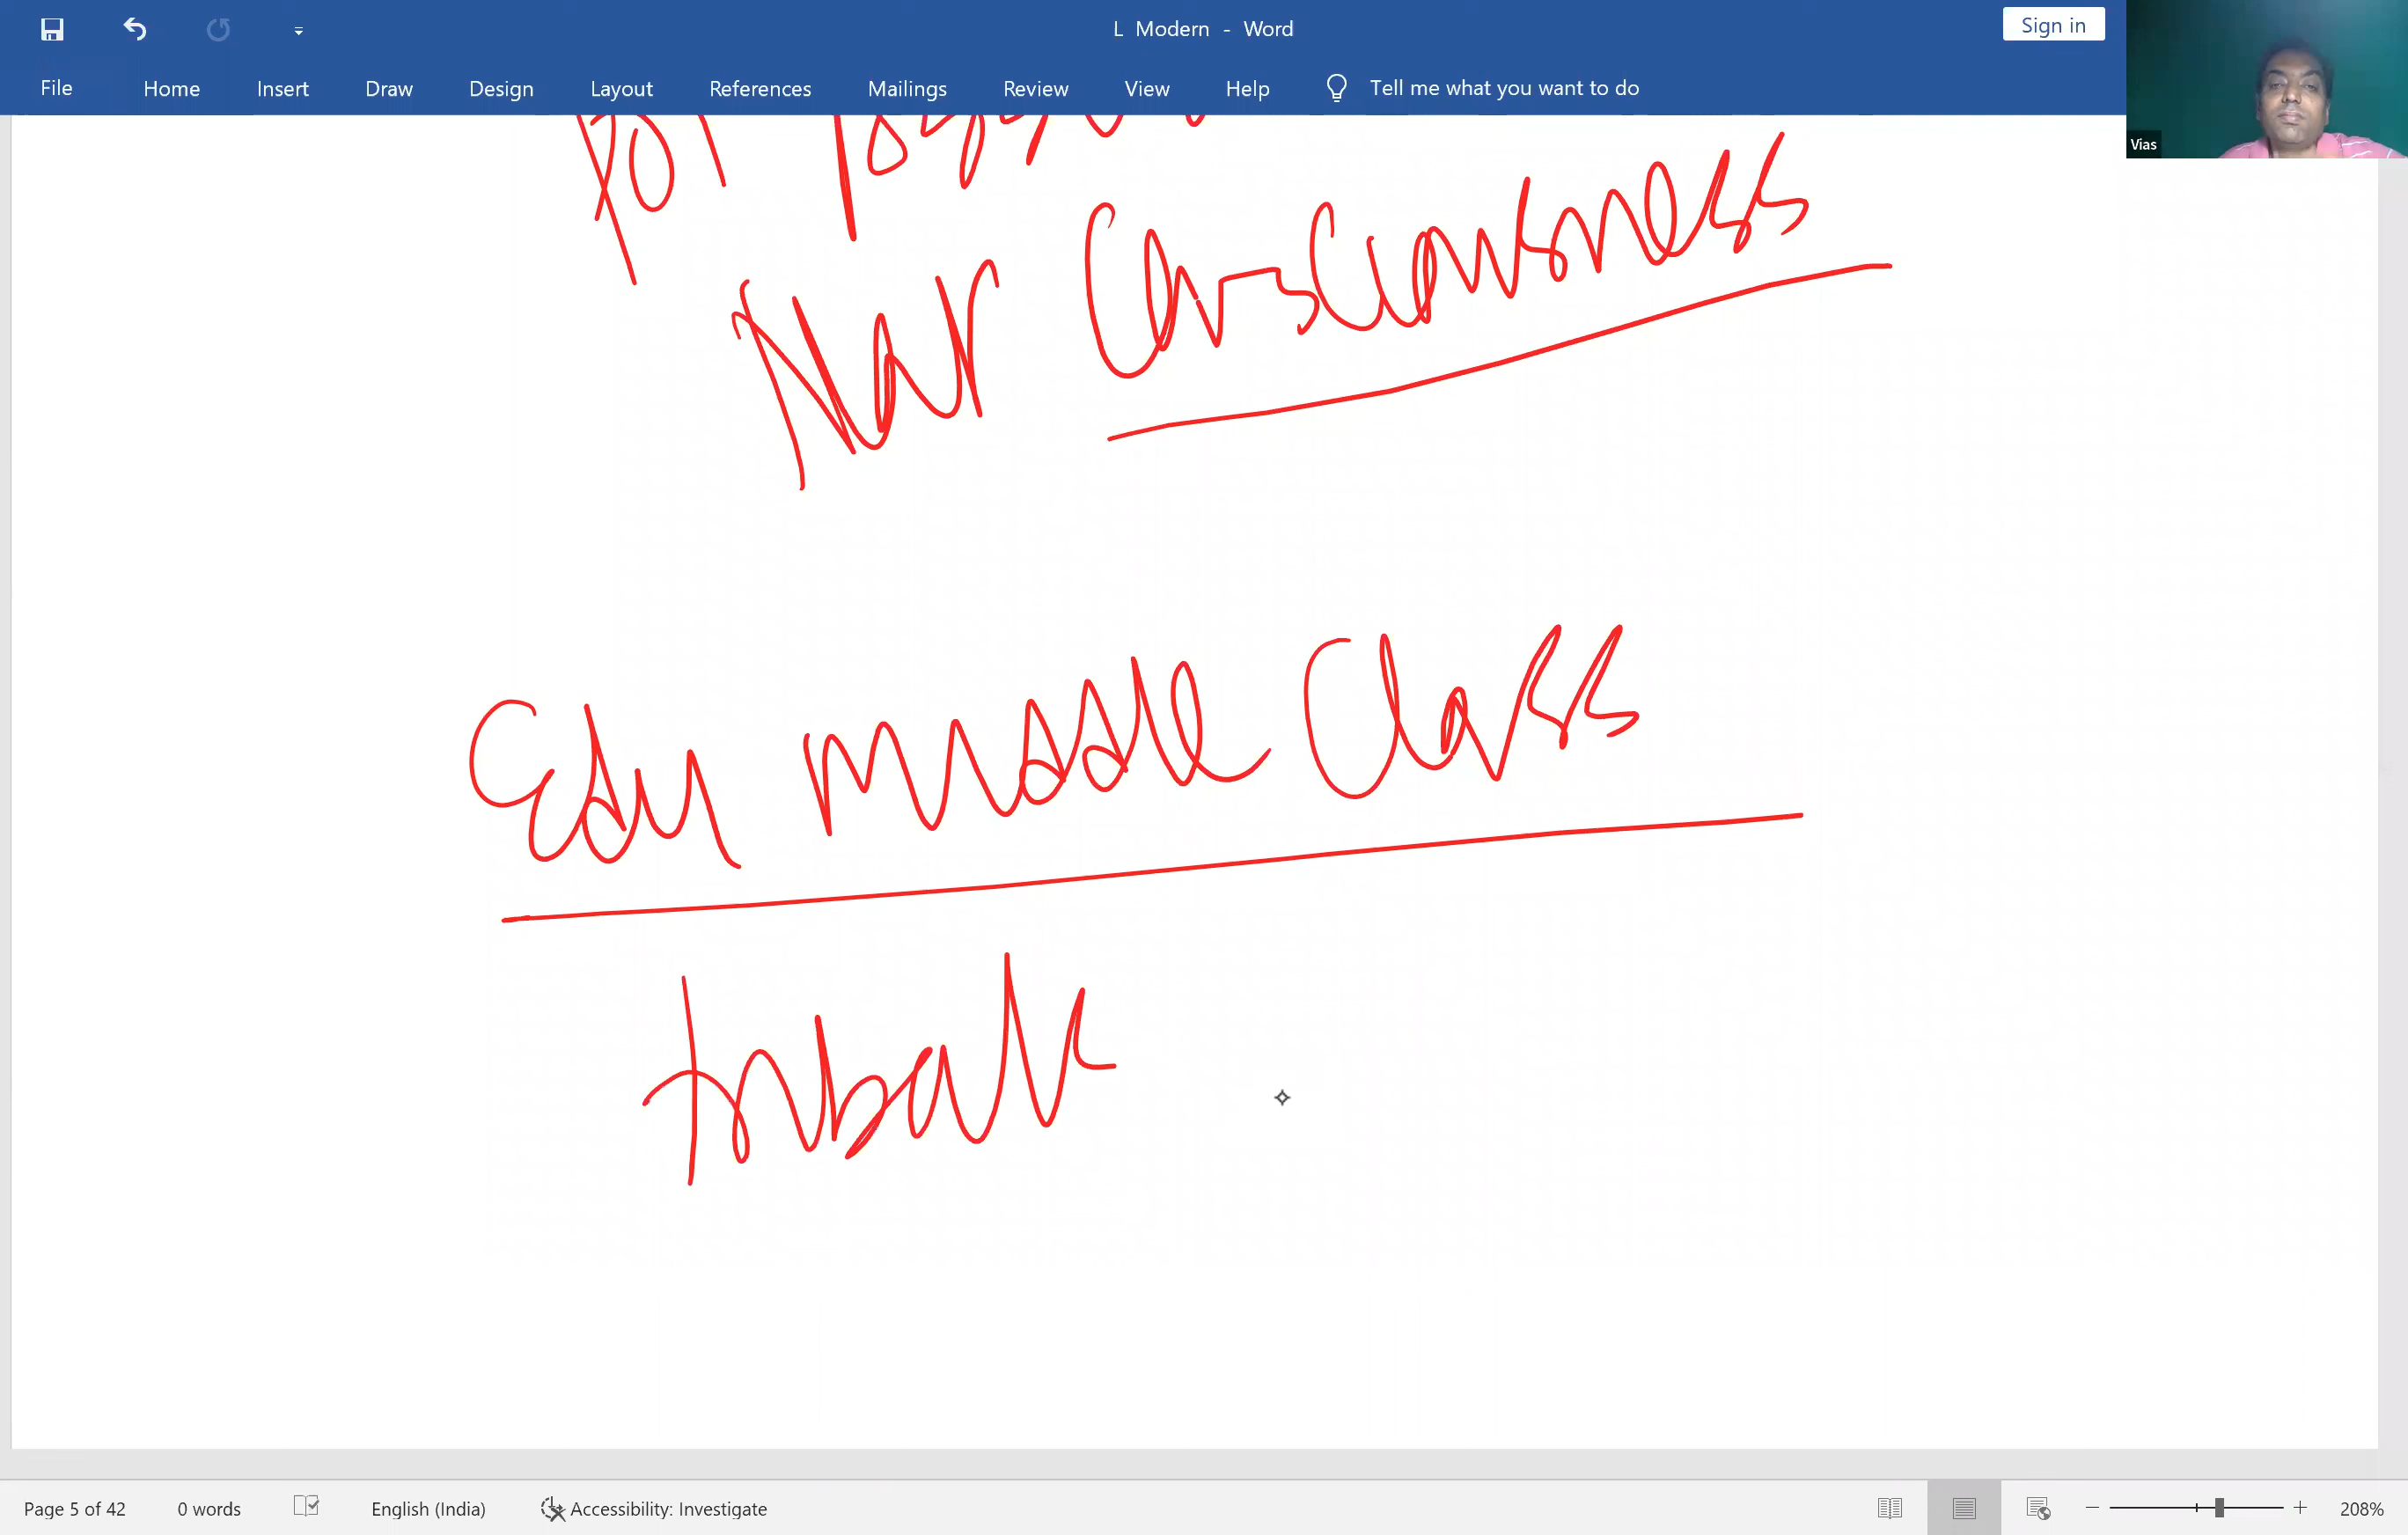 L Modern - Word
Sign in
File Home Insert Draw Design Layout References Mailings Review View Help Tell me what you want to do
Vias
Consciousness
Edu middle Class
208%
Page 5 of 42 0 words English (India) Accessibility: Investigate